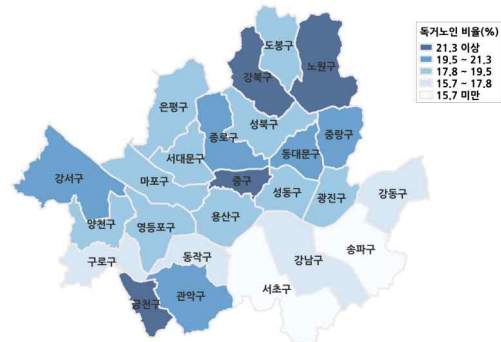 독거노인 비율(%)
21.3 이상
19.5 ~ 21.3
17.8 ~ 19.5
15.7 ~ 17.8
15.7 미만
도봉구
노원구
강북구
은평구
성북구
종로구
중랑구
서대문구
동대문구
강서구
마포구
중구
성동구
광진구
강동구
양천구
용산구
영등포구
송파구
구로구
동작구
강남구
서초구
금천구
관악구